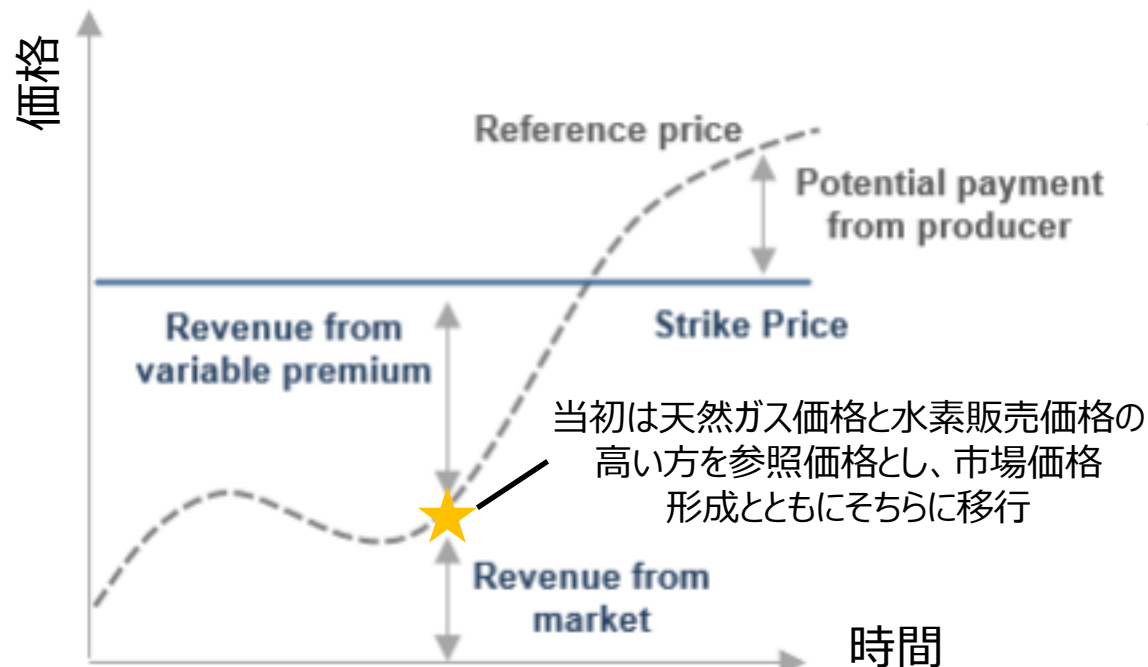 価格
Reference price
Potential payment
from producer
Revenue from
variable premium
Strike Price
当初は天然ガス価格と水素販売価格の
高い方を参照価格とし、市場価格
形成とともにそちらに移行
Revenue from
market
時間